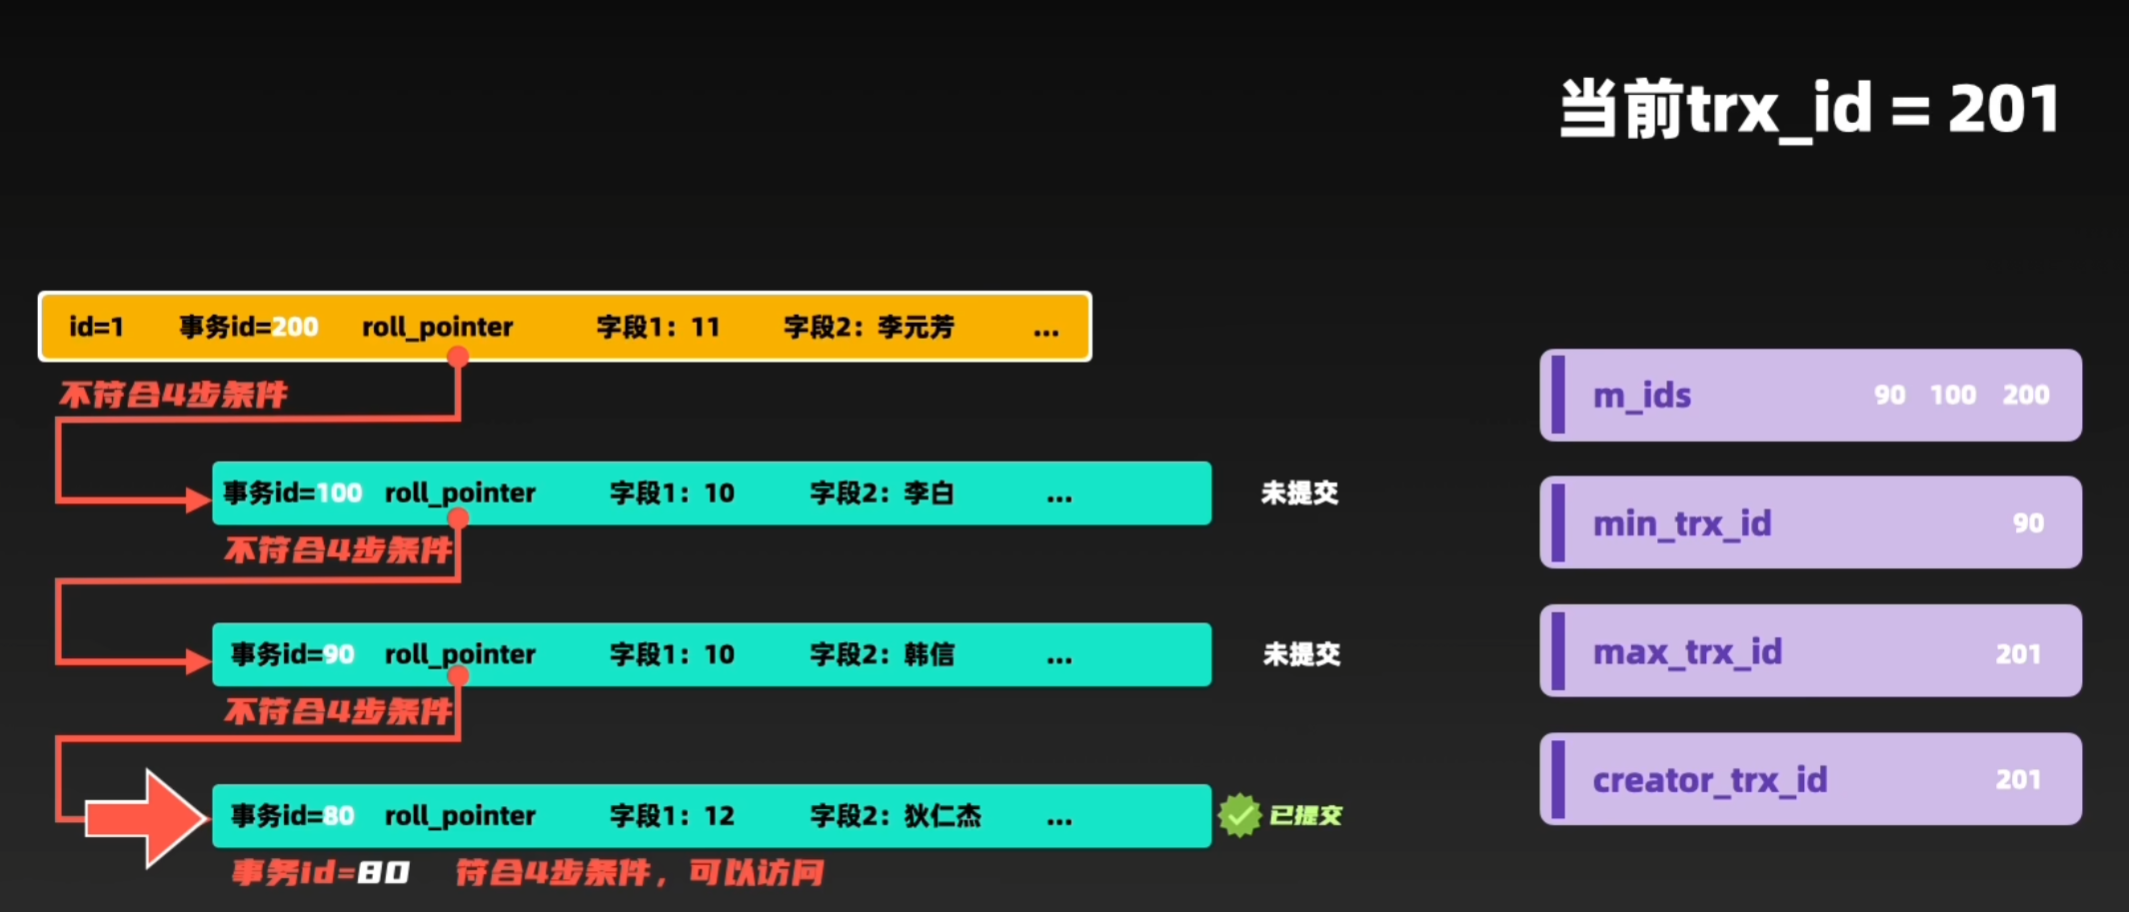 当前trx_id = 201
id=1 事务id=200 roll_pointer 字段1：11 字段2：李元芳 ...
不符合4步条件
事务id=100 roll_pointer 字段1：10 字段2：李白 ... 未提交
不符合4步条件
事务id=90 roll_pointer 字段1：10 字段2：韩信 ... 未提交
不符合4步条件
事务id=80 roll_pointer 字段1：12 字段2：狄仁杰 ... 已提交
事务id=80 符合4步条件，可以访问
m_ids 90 100 200
min_trx_id 90
max_trx_id 201
creator_trx_id 201